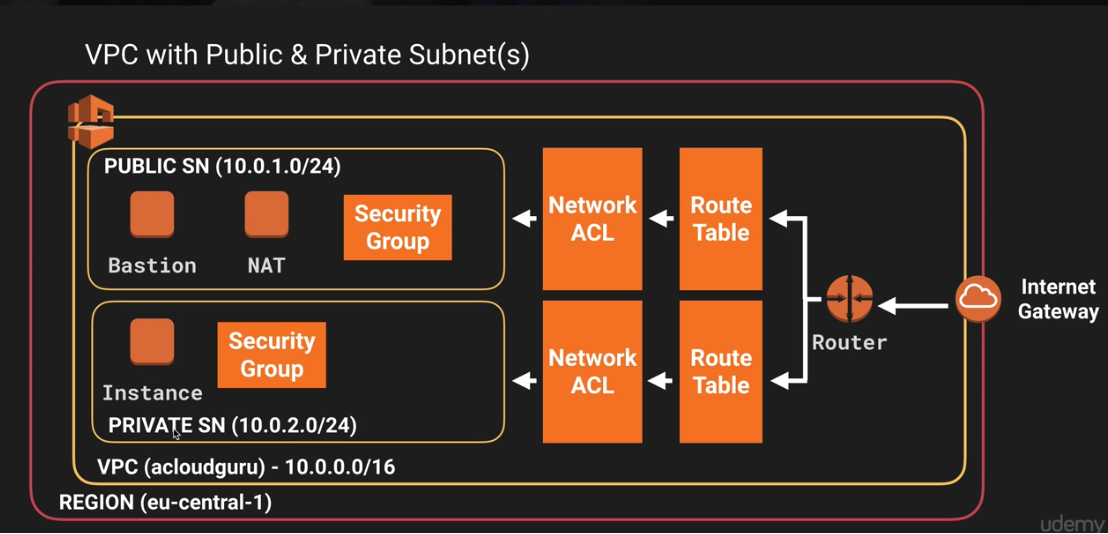 VPC with Public & Private Subnet(s)
PUBLIC SN (10.0.1.0/24)
Bastion
NAT
Security
Group
Network
ACL
Route
Table
Instance
Security
Group
PRIVATE SN (10.0.2.0/24)
Network
ACL
Route
Table
Router
Internet
Gateway
VPC (acloudguru) - 10.0.0.0/16
REGION (eu-central-1)
udemy